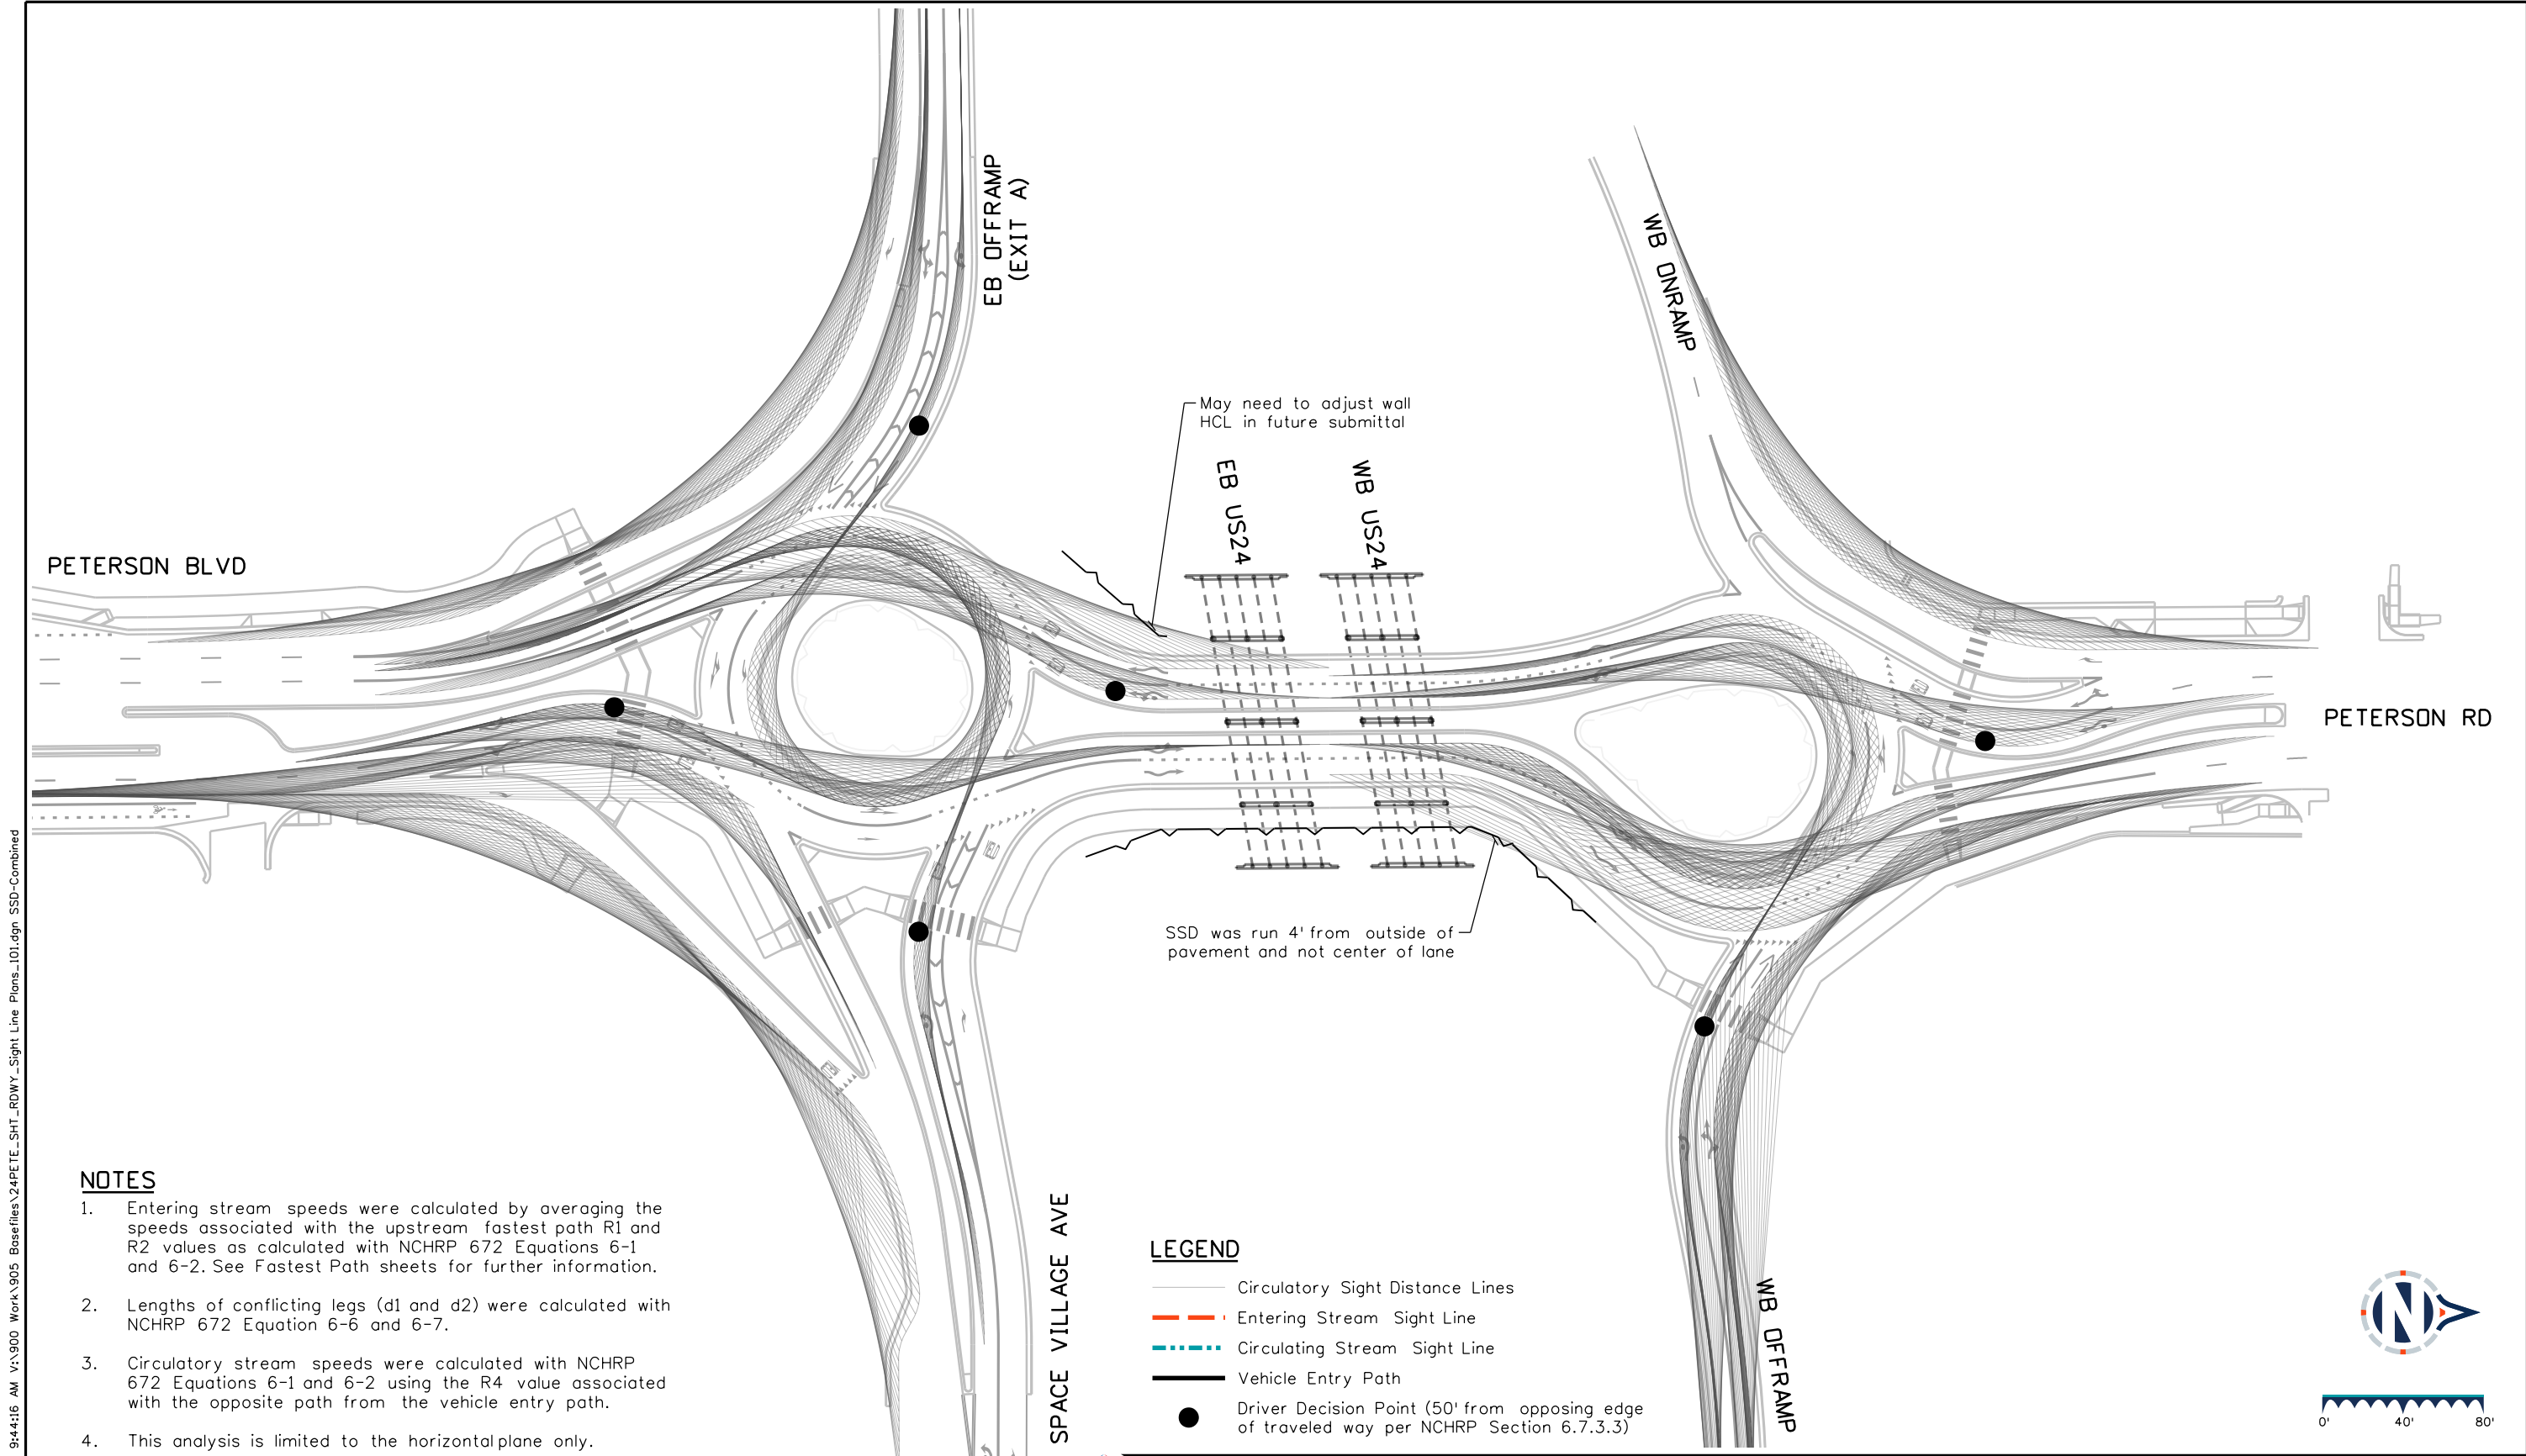 EB OFFRAMP
(EXIT A)
WB ONRAMP
May need to adjust wall
HCL in future submittal
EB US24
WB US24
PETERSON BLVD
PETERSON RD
YIELD
SSD was run 4' from outside of
pavement and not center of lane
NOTES
1. Entering stream speeds were calculated by averaging the
speeds associated with the upstream fastest path R1 and
R2 values as calculated with NCHRP 672 Equations 6-1
and 6-2. See Fastest Path sheets for further information.
2. Lengths of conflicting legs (d1 and d2) were calculated with
NCHRP 672 Equation 6-6 and 6-7.
3. Circulatory stream speeds were calculated with NCHRP
672 Equations 6-1 and 6-2 using the R4 value associated
with the opposite path from the vehicle entry path.
4. This analysis is limited to the horizontal plane only.
SPACE VILLAGE AVE
LEGEND
Circulatory Sight Distance Lines
Entering Stream Sight Line
Circulating Stream Sight Line
Vehicle Entry Path
Driver Decision Point (50' from opposing edge
of traveled way per NCHRP Section 6.7.3.3)
WB OFFRAMP
N
0' 40' 80'
9:44:16 AM V:\900 Work\905 Basefiles\24PETE_SHT_RDWY_Sight Line Plans_101.dgn SSD-Combined